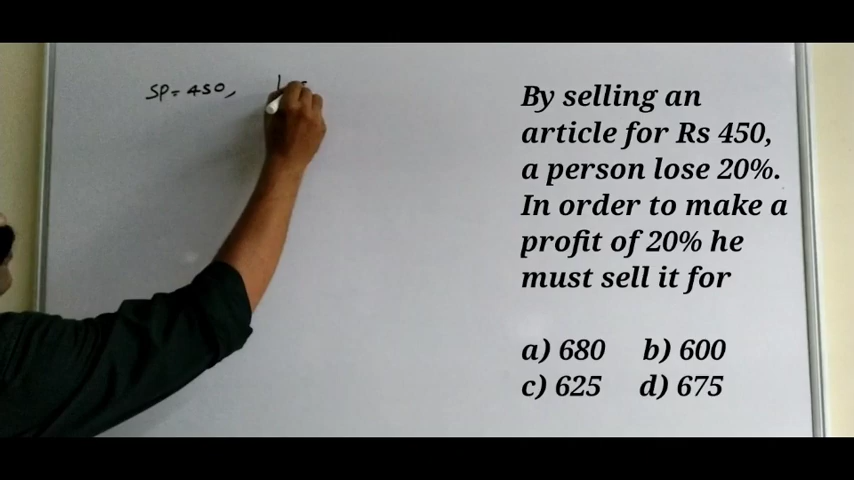 SP = 450,
By selling an
article for Rs 450,
a person lose 20%.
In order to make a
profit of 20% he
must sell it for
a) 680 b) 600
c) 625 d) 675